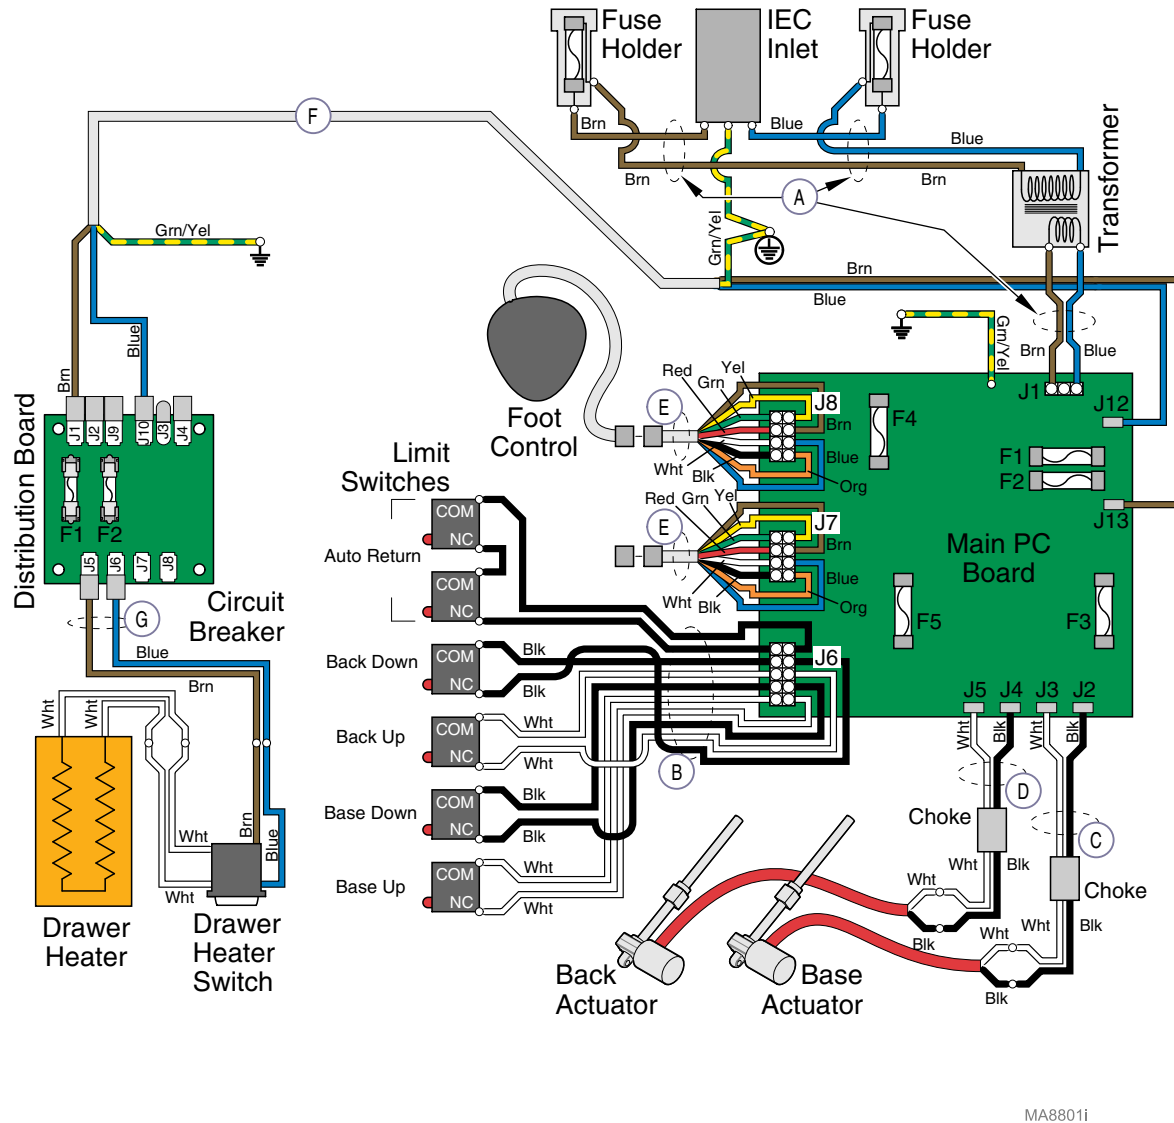 Fuse
Holder
IEC
Inlet
Fuse
Holder
F
Brn
Blue
Blue
Brn
Brn
A
Transformer
Grn/Yel
Grn/Yel
Brn
Blue
Grn/Yel
Brn
Blue
Blue
Brn
Distribution Board
J1
J2
J9
J10
J3
J4
F1
F2
J5
J6
J7
J8
G
Circuit
Breaker
Blue
Brn
Wht
Wht
Brn
Blue
Wht
Wht
Drawer
Heater
Drawer
Heater
Switch
Foot
Control
E
Red
Grn
Yel
Wht
Blk
J8
Brn
Blue
Org
E
Red
Grn
Yel
Wht
Blk
J7
Brn
Blue
Org
J1
J12
F4
F1
F2
J13
Main PC
Board
F5
F3
J6
J5
J4
J3
J2
Limit
Switches
COM
NC
Auto Return
COM
NC
Back Down
COM
NC
Blk
Blk
Back Up
COM
NC
Wht
Wht
Base Down
COM
NC
Blk
Blk
Base Up
COM
NC
Wht
Wht
B
Wht
Blk
Wht
Blk
D
C
Choke
Wht
Blk
Choke
Wht
Blk
Wht
Blk
Wht
Blk
Back
Actuator
Base
Actuator
MA8801i